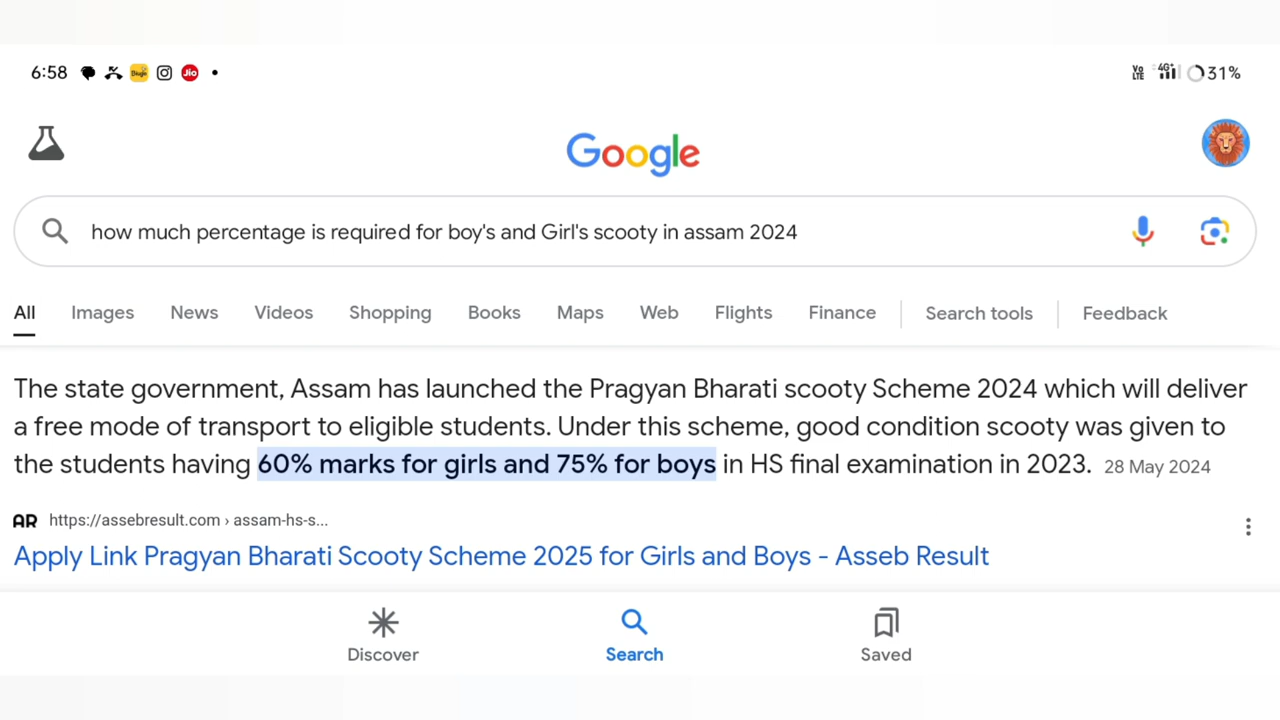 6:58 Jio 4G+ 31%
Google
how much percentage is required for boy's and Girl's scooty in assam 2024
All Images News Videos Shopping Books Maps Web Flights Finance Search tools Feedback
The state government, Assam has launched the Pragyan Bharati scooty Scheme 2024 which will deliver
a free mode of transport to eligible students. Under this scheme, good condition scooty was given to
the students having 60% marks for girls and 75% for boys in HS final examination in 2023. 28 May 2024
AR https://assebresult.com › assam-hs-s...
Apply Link Pragyan Bharati Scooty Scheme 2025 for Girls and Boys - Asseb Result
Discover Search Saved